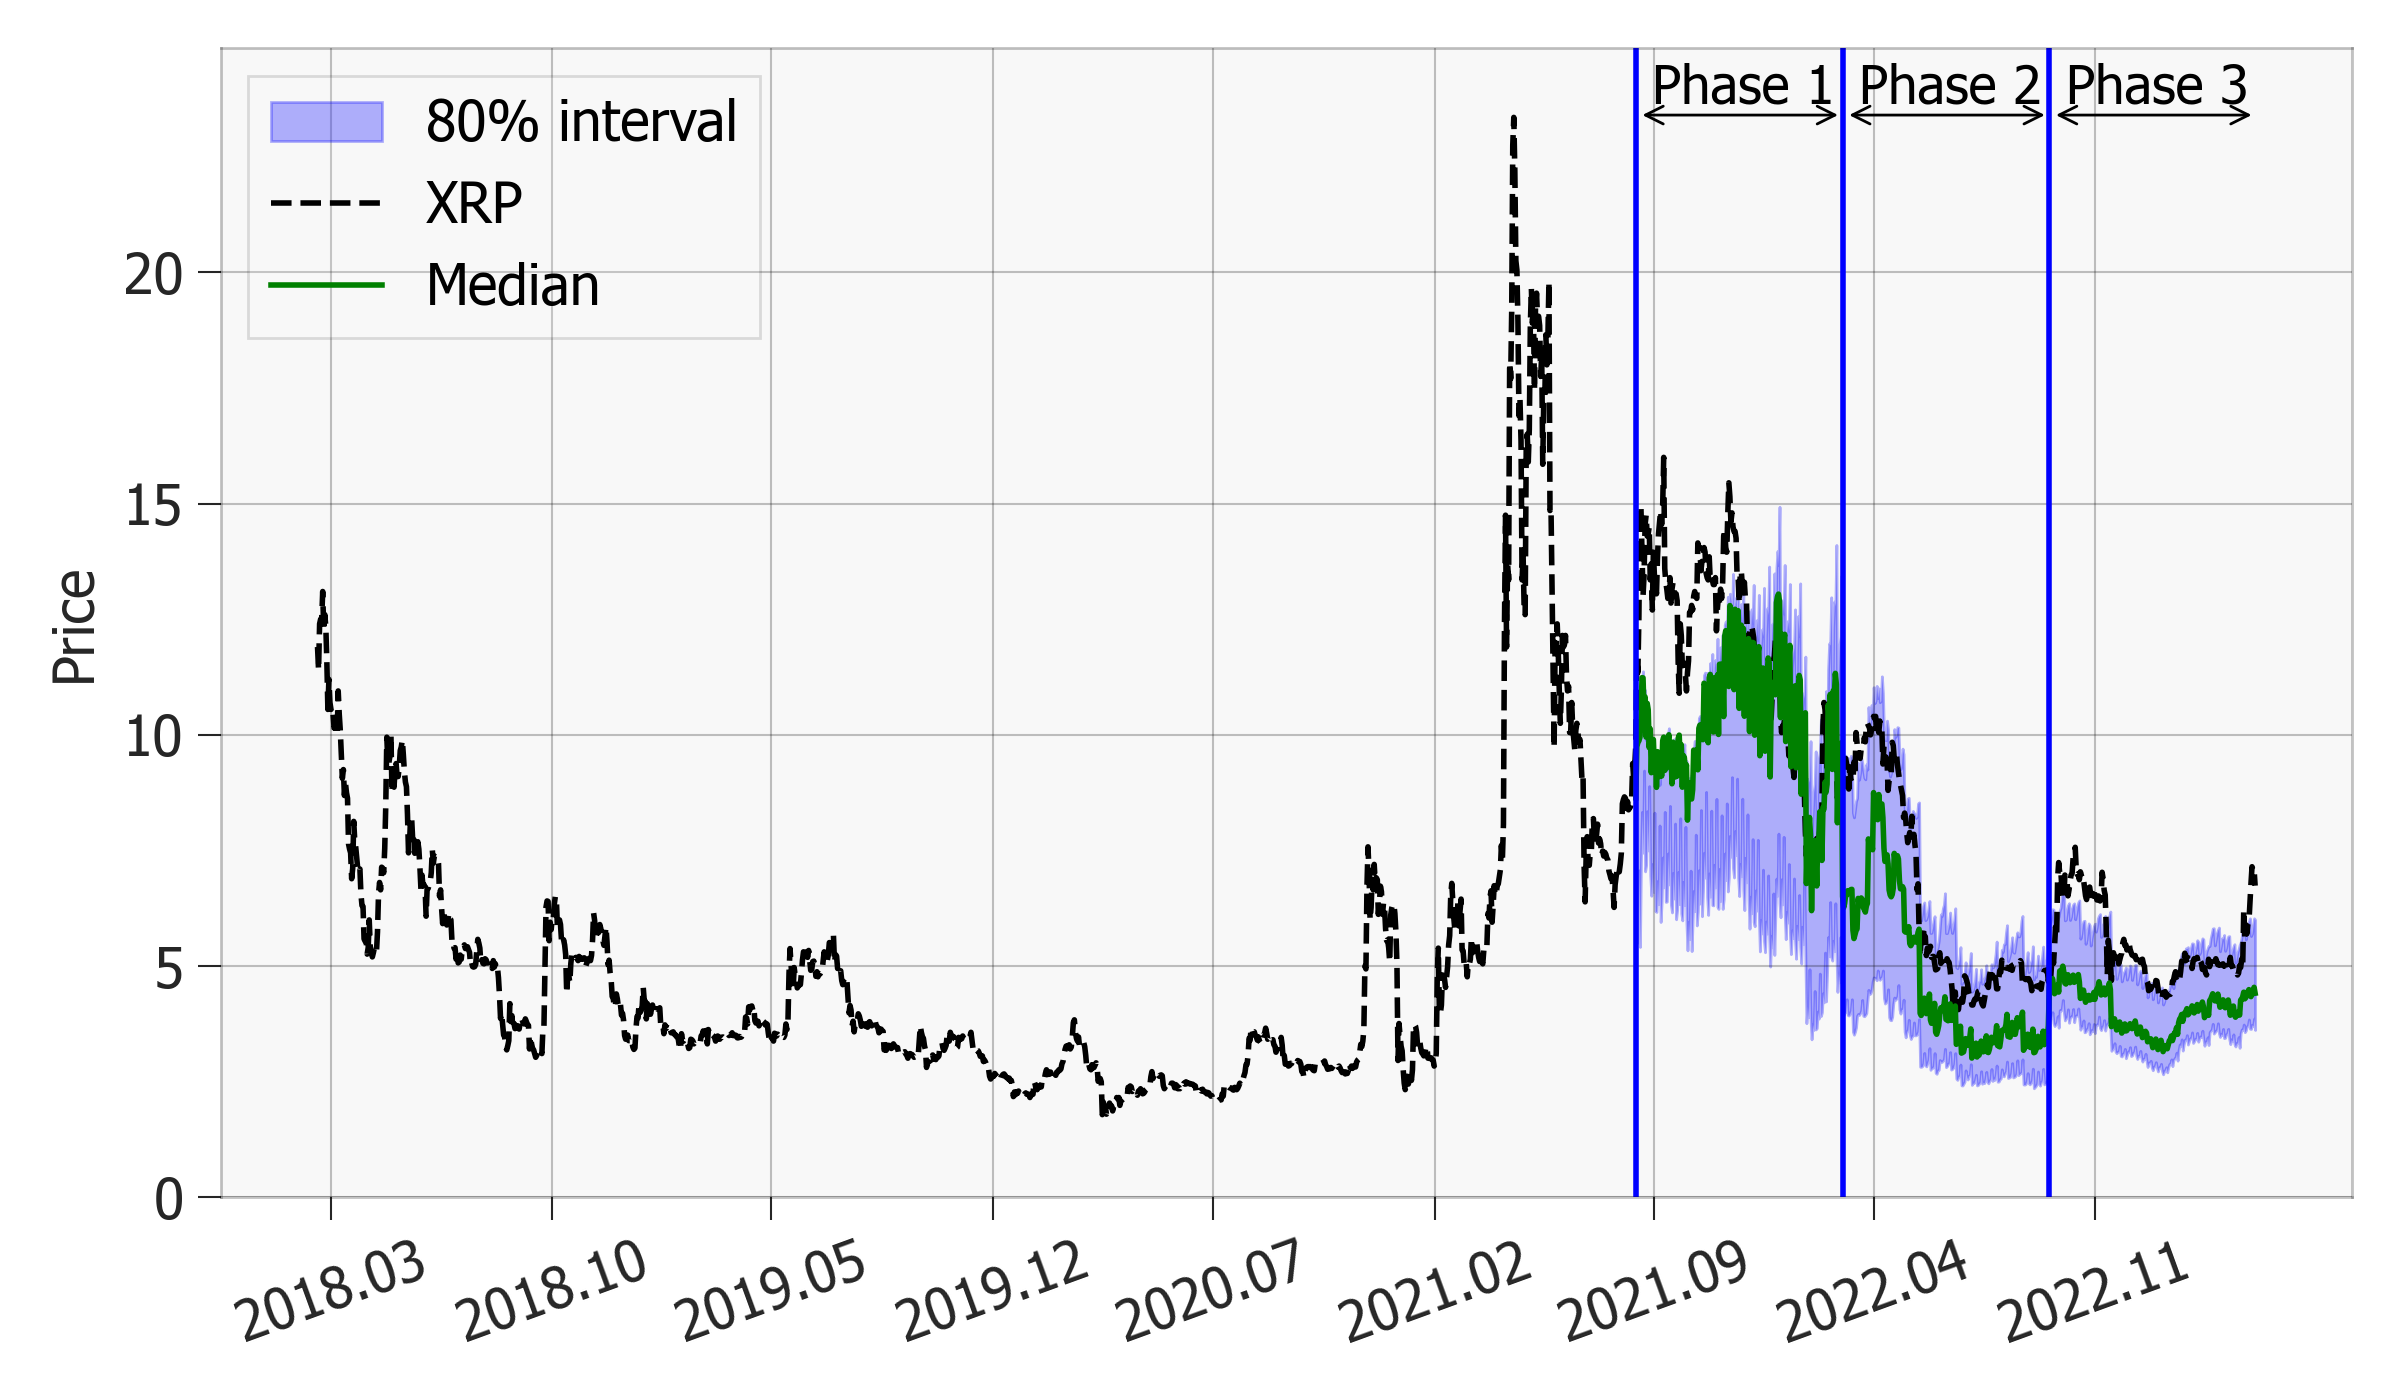 Phase 1
Phase 2
Phase 3
80% interval
XRP
Median
Price
20
15
10
5
0
2018.03
2018.10
2019.05
2019.12
2020.07
2021.02
2021.09
2022.04
2022.11